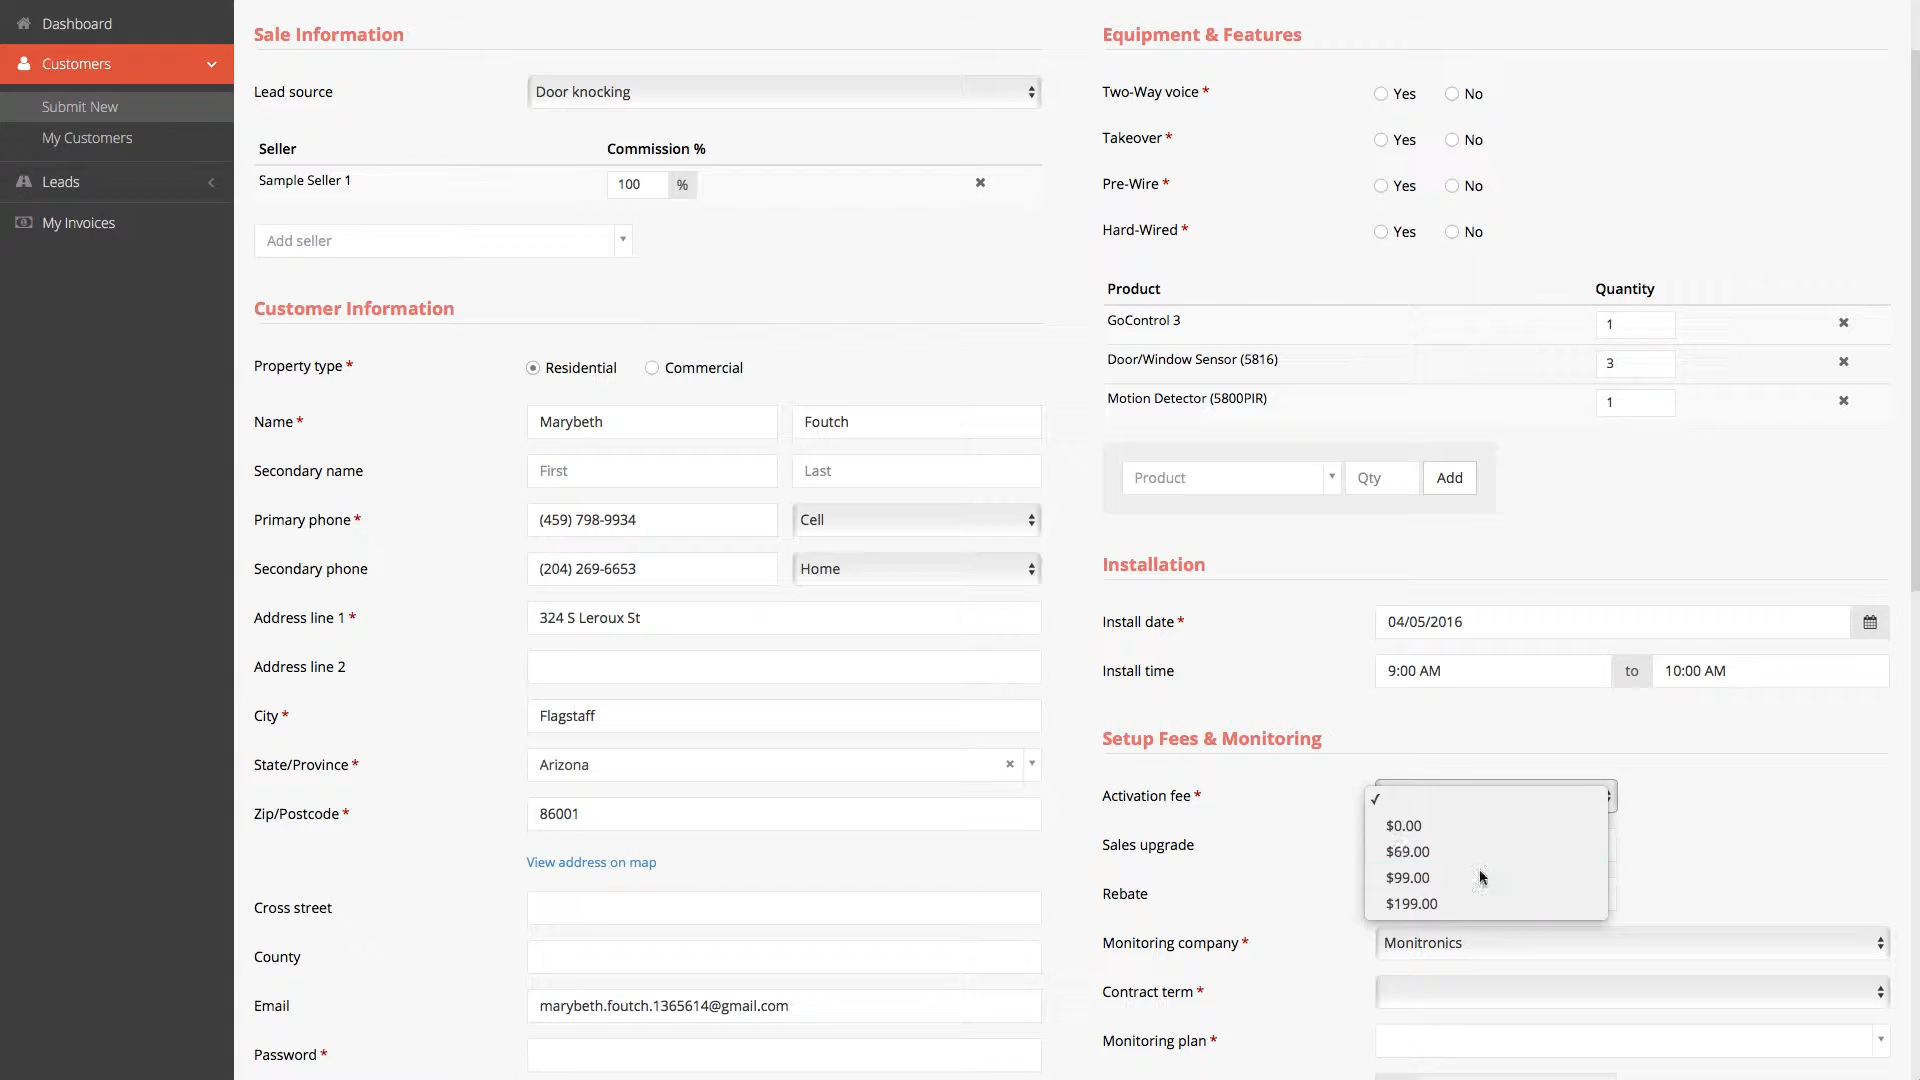 Dashboard
Customers
Submit New
My Customers
Leads
My Invoices
Sale Information
Lead source Door knocking
Seller Commission %
Sample Seller 1 100 %
Add seller
Customer Information
Property type * Residential Commercial
Name * Marybeth Foutch
Secondary name First Last
Primary phone * (459) 798-9934 Cell
Secondary phone (204) 269-6653 Home
Address line 1 * 324 S Leroux St
Address line 2
City * Flagstaff
State/Province * Arizona
Zip/Postcode * 86001
View address on map
Cross street
County
Email marybeth.foutch.1365614@gmail.com
Password *
Equipment & Features
Two-Way voice * Yes No
Takeover * Yes No
Pre-Wire * Yes No
Hard-Wired * Yes No
Product Quantity
GoControl 3 1
Door/Window Sensor (5816) 3
Motion Detector (5800PIR) 1
Product Qty Add
Installation
Install date * 04/05/2016
Install time 9:00 AM to 10:00 AM
Setup Fees & Monitoring
Activation fee *
$0.00
Sales upgrade
$69.00
$99.00
Rebate
$199.00
Monitoring company * Monitronics
Contract term *
Monitoring plan *